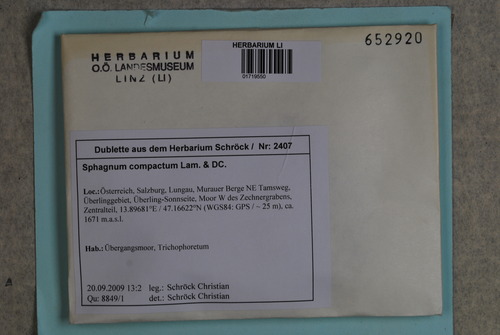 HERBARIUM
O.Ö. LANDESMUSEUM
LINZ (LI)
HERBARIUM LI
01719550
652920
Dublette aus dem Herbarium Schröck / Nr: 2407
Sphagnum compactum Lam. & DC.
Loc.:Österreich, Salzburg, Lungau, Murauer Berge NE Tamsweg,
Überlinggebiet, Überling-Sonnseite, Moor W des Zechnergrabens,
Zentralteil, 13.89681°E / 47.16622°N (WGS84: GPS / ~ 25 m), ca.
1671 m.a.s.l.
Hab.:Übergangsmoor, Trichophoretum
20.09.2009 13:2 leg.: Schröck Christian
Qu: 8849/1 det.: Schröck Christian